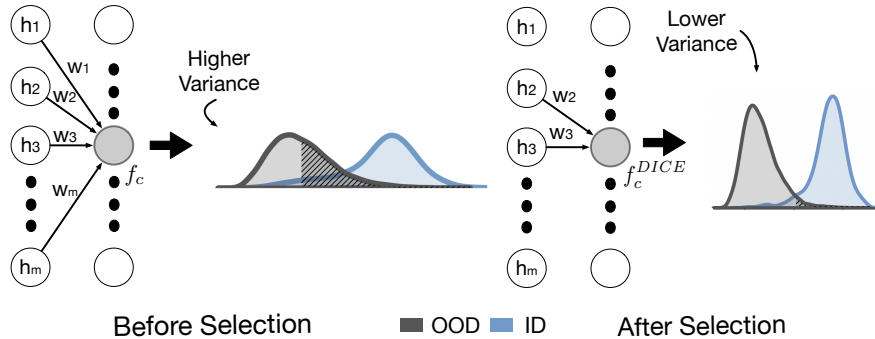 h1
h2
h3
hm
w1
w2
w3
wm
fc
Higher
Variance
Before Selection
OOD
ID
h1
h2
h3
hm
w2
w3
f_c^{DICE}
Lower
Variance
After Selection